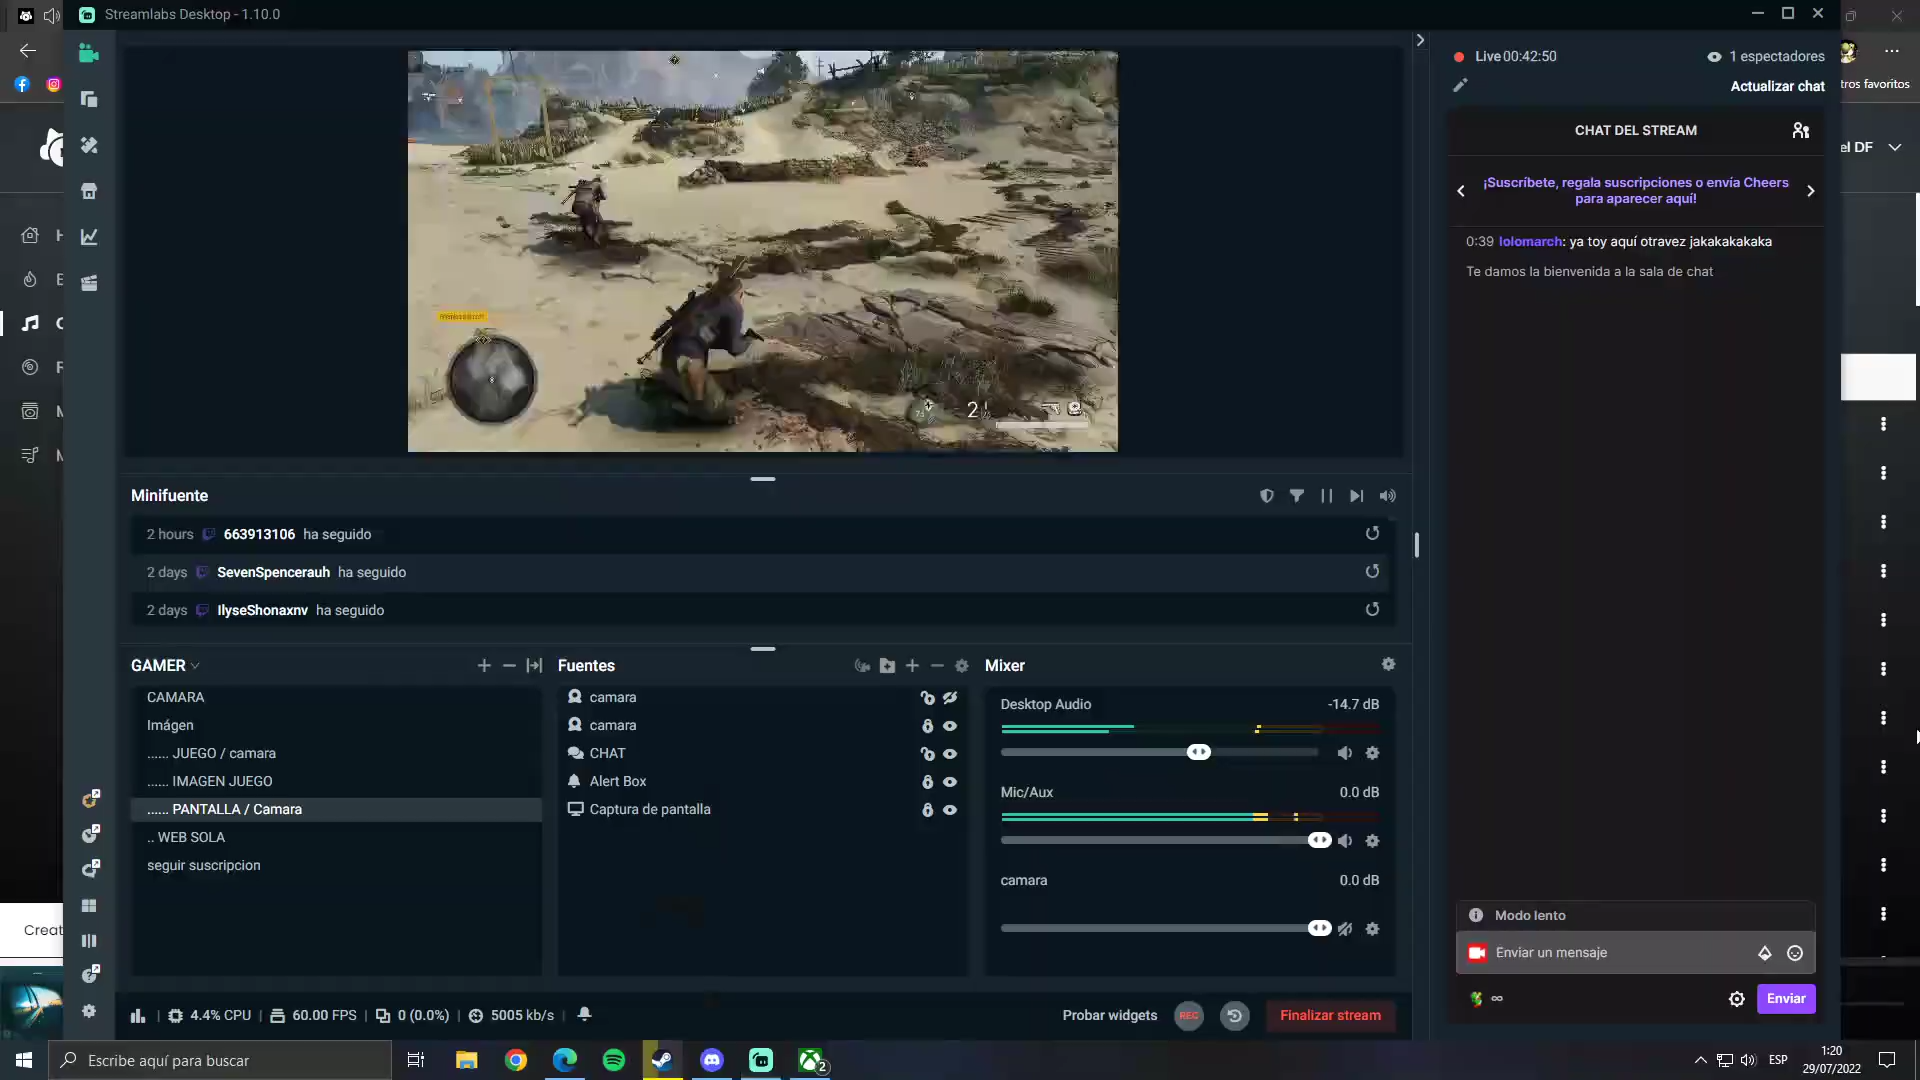 Streamlabs Desktop - 1.10.0
Live 00:42:50
1 espectadores
Actualizar chat
tros favoritos
CHAT DEL STREAM
el DF
¡Suscríbete, regala suscripciones o envía Cheers
para aparecer aquí!
0:39 lolomarch: ya toy aquí otravez jakakakakaka
Te damos la bienvenida a la sala de chat
2
Minifuente
2 hours 663913106 ha seguido
2 days SevenSpencerauh ha seguido
2 days IlyseShonaxnv ha seguido
GAMER
CAMARA
Imágen
...... JUEGO / camara
...... IMAGEN JUEGO
...... PANTALLA / Camara
.. WEB SOLA
seguir suscripcion
Fuentes
camara
camara
CHAT
Alert Box
Captura de pantalla
Mixer
Desktop Audio -14.7 dB
Mic/Aux 0.0 dB
camara 0.0 dB
Creat
Modo lento
Enviar un mensaje
∞
Enviar
4.4% CPU
60.00 FPS
0 (0.0%)
5005 kb/s
Probar widgets
REC
Finalizar stream
Escribe aquí para buscar
2
ESP
1:20
29/07/2022